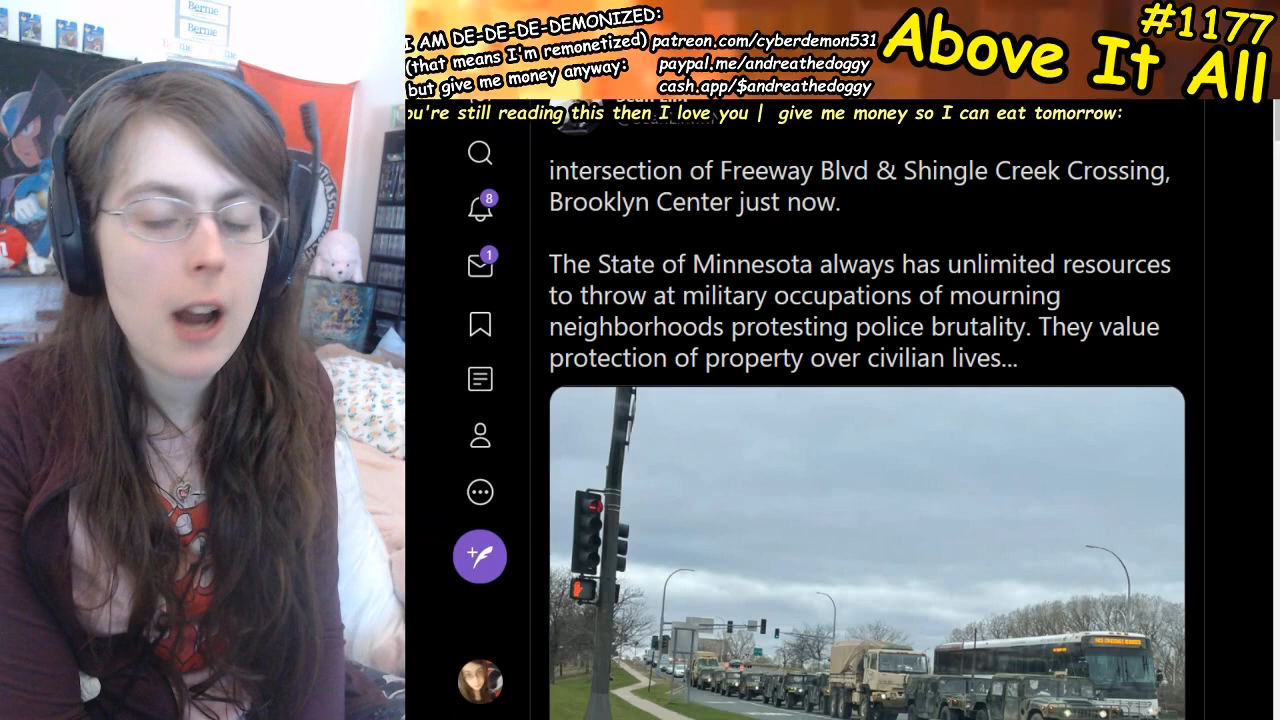 Bernie
Bernie
I AM DE-DE-DE-DEMONIZED:
(that means I'm remonetized)
but give me money anyway:
patreon.com/cyberdemon531
paypal.me/andreathedoggy
cash.app/$andreathedoggy
#1177
Above It All
ou're still reading this then I love you | give me money so I can eat tomorrow:
8
1
intersection of Freeway Blvd & Shingle Creek Crossing,
Brooklyn Center just now.
The State of Minnesota always has unlimited resources
to throw at military occupations of mourning
neighborhoods protesting police brutality. They value
protection of property over civilian lives...